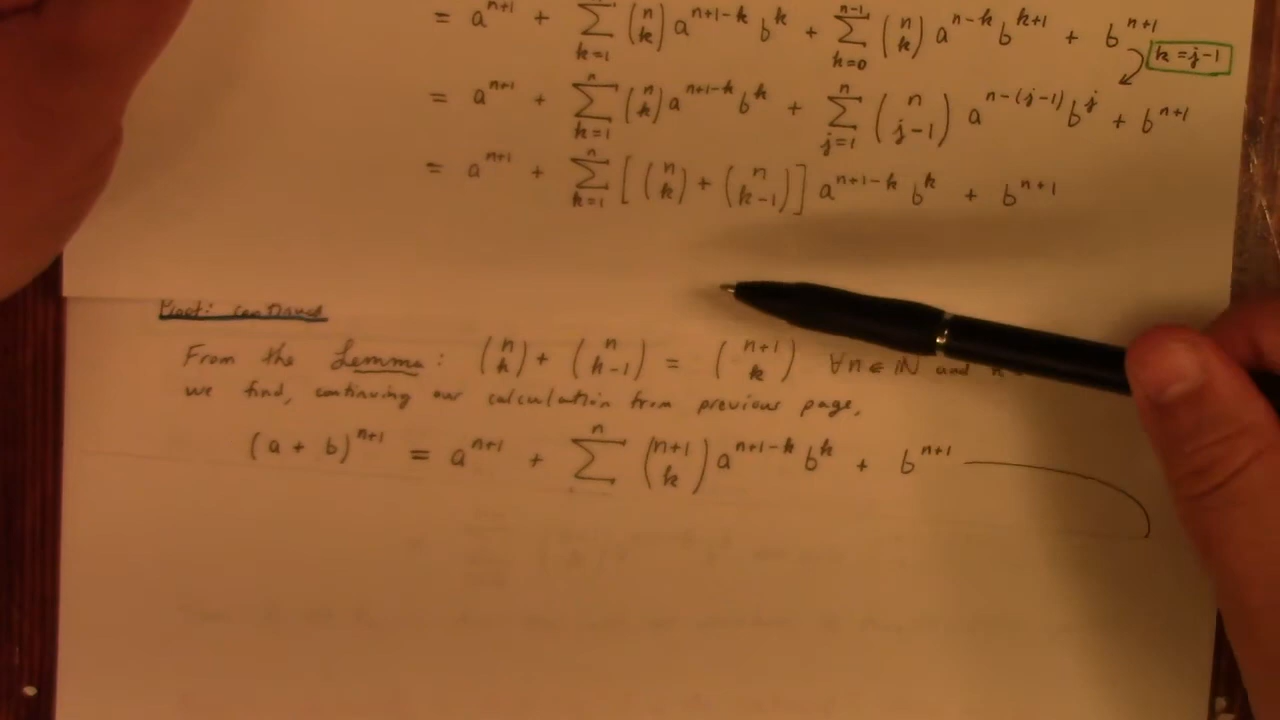 = a^{n+1} + \sum_{k=1}^{n} \binom{n}{k} a^{n+1-k} b^k + \sum_{k=0}^{n-1} \binom{n}{k} a^{n-k} b^{k+1} + b^{n+1}
k = j-1
= a^{n+1} + \sum_{k=1}^{n} \binom{n}{k} a^{n+1-k} b^k + \sum_{j=1}^{n} \binom{n}{j-1} a^{n-(j-1)} b^j + b^{n+1}
= a^{n+1} + \sum_{k=1}^{n} [ \binom{n}{k} + \binom{n}{k-1} ] a^{n+1-k} b^k + b^{n+1}
Proof: continued
From the Lemma: \binom{n}{k} + \binom{n}{k-1} = \binom{n+1}{k} ∀n ∈ ℕ and
we find, continuing our calculation from previous page,
(a + b)^{n+1} = a^{n+1} + \sum^{n} \binom{n+1}{k} a^{n+1-k} b^k + b^{n+1}